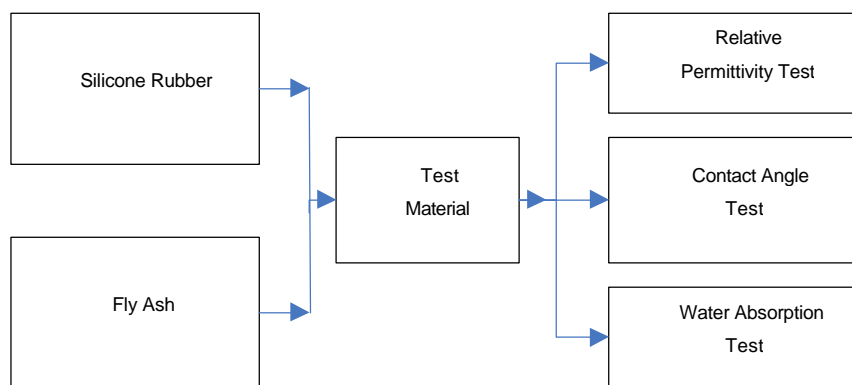 Silicone Rubber
Fly Ash
Test
Material
Relative
Permittivity Test
Contact Angle
Test
Water Absorption
Test